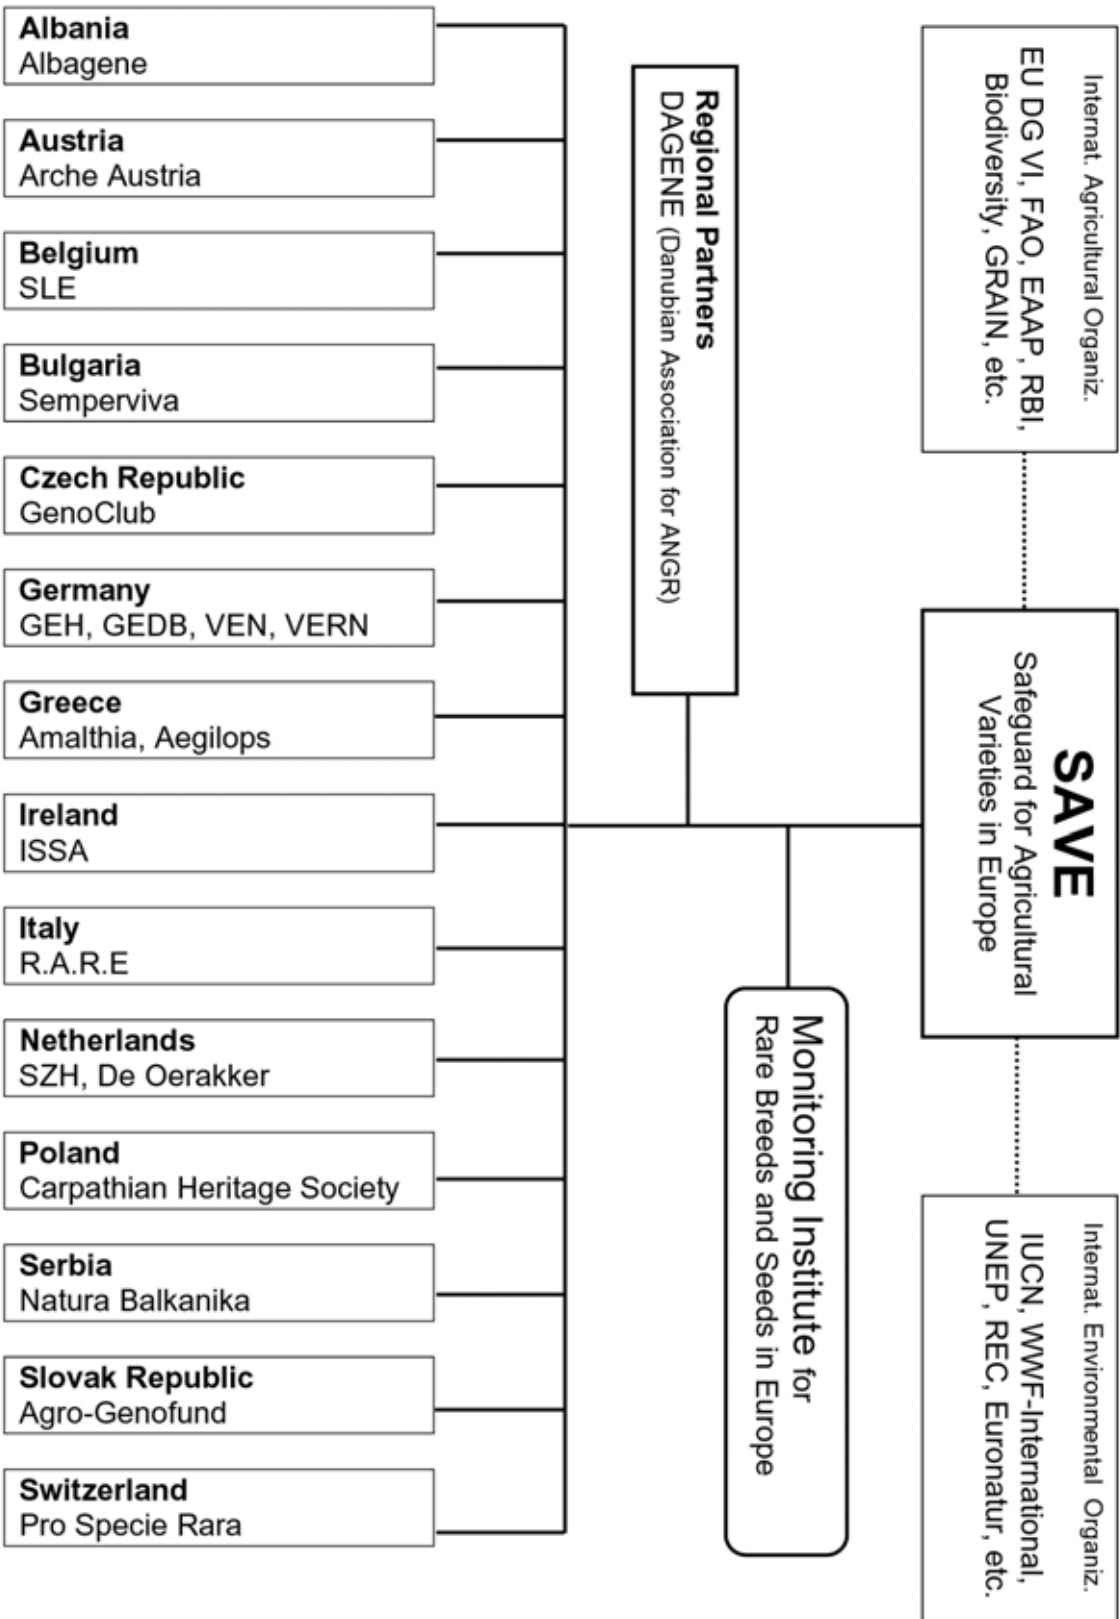 Internat. Agricultural Organiz.
EU DG VI, FAO, EAAP, RBI,
Biodiversity, GRAIN, etc.
SAVE
Safeguard for Agricultural
Varieties in Europe
Internat. Environmental Organiz.
IUCN, WWF-International,
UNEP, REC, Euronatur, etc.
Regional Partners
DAGENE (Danubian Association for ANGR)
Monitoring Institute for
Rare Breeds and Seeds in Europe
Albania
Albagene
Austria
Arche Austria
Belgium
SLE
Bulgaria
Semperviva
Czech Republic
GenoClub
Germany
GEH, GEDB, VEN, VERN
Greece
Amalthia, Aegilops
Ireland
ISSA
Italy
R.A.R.E
Netherlands
SZH, De Oerakker
Poland
Carpathian Heritage Society
Serbia
Natura Balkanika
Slovak Republic
Agro-Genofund
Switzerland
Pro Specie Rara